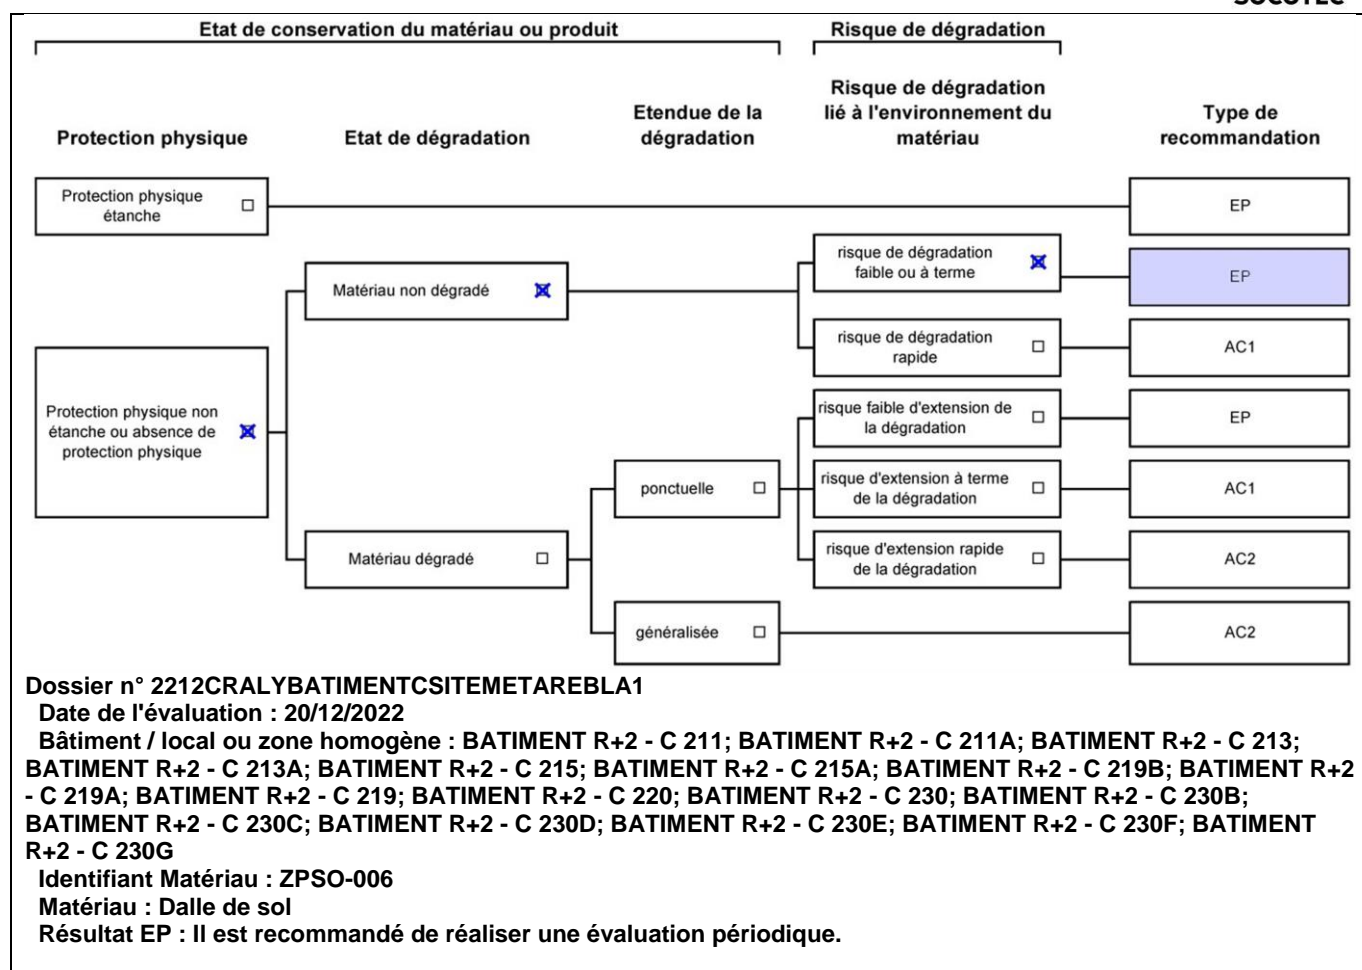 SOCOTEC
Etat de conservation du matériau ou produit
Risque de dégradation
Protection physique
Etat de dégradation
Etendue de la
dégradation
Risque de dégradation
lié à l'environnement du
matériau
Type de
recommandation
Protection physique
étanche
EP
risque de dégradation
faible ou à terme
EP
Matériau non dégradé
risque de dégradation
rapide
AC1
Protection physique non
étanche ou absence de
protection physique
risque faible d'extension de
la dégradation
EP
ponctuelle
risque d'extension à terme
de la dégradation
AC1
Matériau dégradé
risque d'extension rapide
de la dégradation
AC2
généralisée
AC2
Dossier n° 2212CRALYBATIMENTCSITEMETAREBLA1
Date de l'évaluation : 20/12/2022
Bâtiment / local ou zone homogène : BATIMENT R+2 - C 211; BATIMENT R+2 - C 211A; BATIMENT R+2 - C 213;
BATIMENT R+2 - C 213A; BATIMENT R+2 - C 215; BATIMENT R+2 - C 215A; BATIMENT R+2 - C 219B; BATIMENT R+2
- C 219A; BATIMENT R+2 - C 219; BATIMENT R+2 - C 220; BATIMENT R+2 - C 230; BATIMENT R+2 - C 230B;
BATIMENT R+2 - C 230C; BATIMENT R+2 - C 230D; BATIMENT R+2 - C 230E; BATIMENT R+2 - C 230F; BATIMENT
R+2 - C 230G
Identifiant Matériau : ZPSO-006
Matériau : Dalle de sol
Résultat EP : Il est recommandé de réaliser une évaluation périodique.